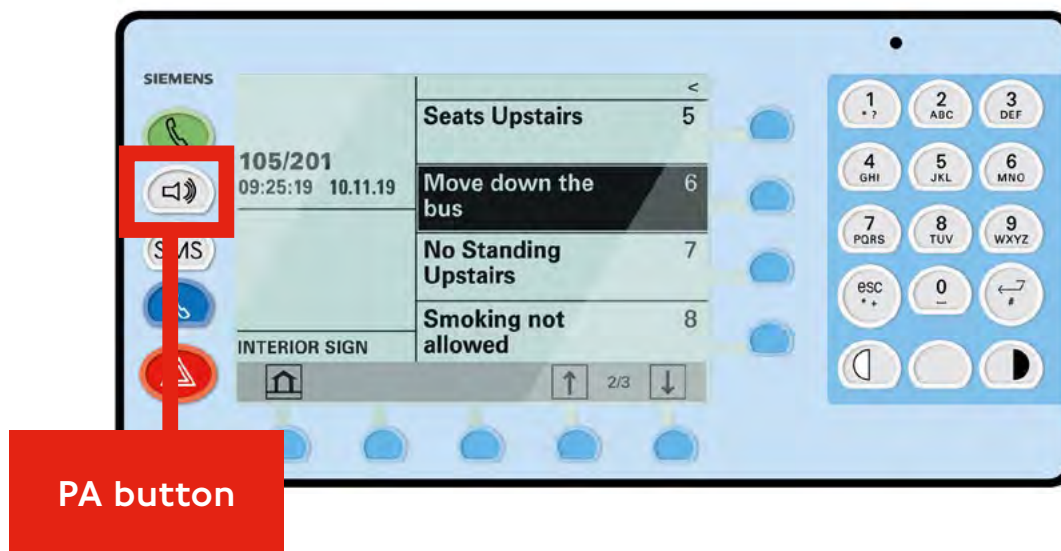 SIEMENS
<
Seats Upstairs 5
105/201
09:25:19 10.11.19
Move down the 6
bus
No Standing 7
Upstairs
Smoking not 8
allowed
INTERIOR SIGN
2/3
SMS
PA button
1
* ?
2
ABC
3
DEF
4
GHI
5
JKL
6
MNO
7
PQRS
8
TUV
9
WXYZ
esc
* +
0
_
#